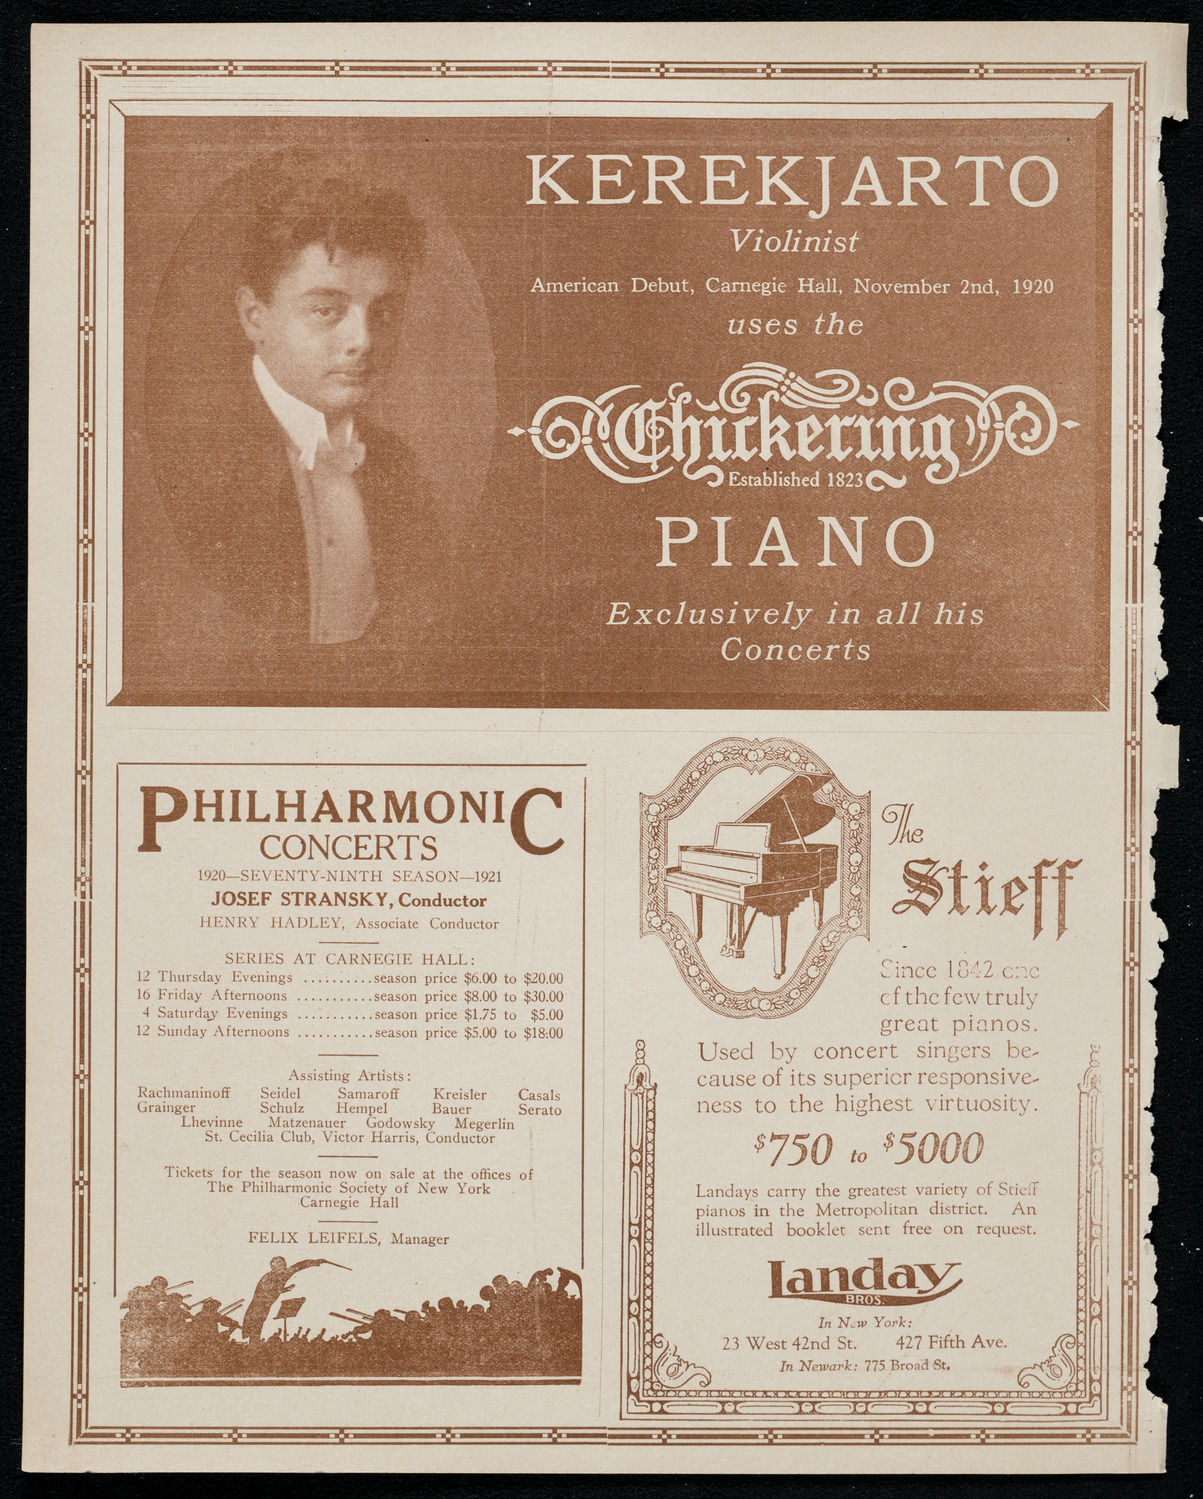 KEREKJARTO
Violinist
American Debut, Carnegie Hall, November 2nd, 1920
uses the
Chickering
Established 1823
PIANO
Exclusively in all his
Concerts
PHILHARMONIC
CONCERTS
1920—SEVENTY-NINTH SEASON—1921
JOSEF STRANSKY, Conductor
HENRY HADLEY, Associate Conductor
SERIES AT CARNEGIE HALL:
12 Thursday Evenings ..........season price $6.00 to $20.00
16 Friday Afternoons ...........season price $8.00 to $30.00
4 Saturday Evenings ...........season price $1.75 to $5.00
12 Sunday Afternoons ...........season price $5.00 to $18.00
Assisting Artists:
Rachmaninoff Seidel Samaroff Kreisler Casals
Grainger Schulz Hempel Bauer Serato
Lhevinne Matzenauer Godowsky Megerlin
St. Cecilia Club, Victor Harris, Conductor
Tickets for the season now on sale at the offices of
The Philharmonic Society of New York
Carnegie Hall
FELIX LEIFELS, Manager
The
Stieff
Since 1842 one
of the few truly
great pianos.
Used by concert singers be-
cause of its superior responsive-
ness to the highest virtuosity.
$750 to $5000
Landays carry the greatest variety of Stieff
pianos in the Metropolitan district. An
illustrated booklet sent free on request.
Landay
BROS.
In New York:
23 West 42nd St. 427 Fifth Ave.
In Newark: 775 Broad St.